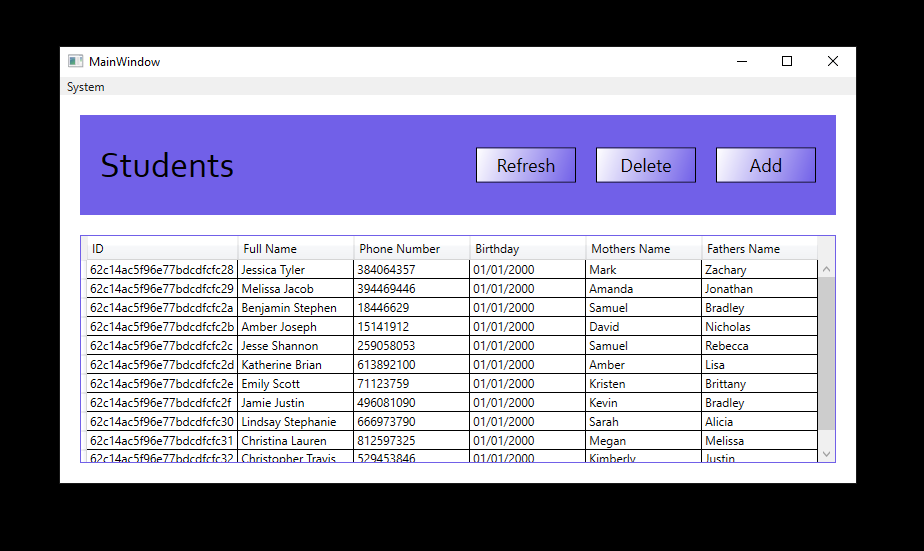 MainWindow
System
Students Refresh Delete Add
ID Full Name Phone Number Birthday Mothers Name Fathers Name
62c14ac5f96e77bdcdfcfc28 Jessica Tyler 384064357 01/01/2000 Mark Zachary
62c14ac5f96e77bdcdfcfc29 Melissa Jacob 394469446 01/01/2000 Amanda Jonathan
62c14ac5f96e77bdcdfcfc2a Benjamin Stephen 18446629 01/01/2000 Samuel Bradley
62c14ac5f96e77bdcdfcfc2b Amber Joseph 15141912 01/01/2000 David Nicholas
62c14ac5f96e77bdcdfcfc2c Jesse Shannon 259058053 01/01/2000 Samuel Rebecca
62c14ac5f96e77bdcdfcfc2d Katherine Brian 613892100 01/01/2000 Amber Lisa
62c14ac5f96e77bdcdfcfc2e Emily Scott 71123759 01/01/2000 Kristen Brittany
62c14ac5f96e77bdcdfcfc2f Jamie Justin 496081090 01/01/2000 Kevin Bradley
62c14ac5f96e77bdcdfcfc30 Lindsay Stephanie 666973790 01/01/2000 Sarah Alicia
62c14ac5f96e77bdcdfcfc31 Christina Lauren 812597325 01/01/2000 Megan Melissa
62c14ac5f96e77bdcdfcfc32 Christopher Travis 529453846 01/01/2000 Kimberly Justin